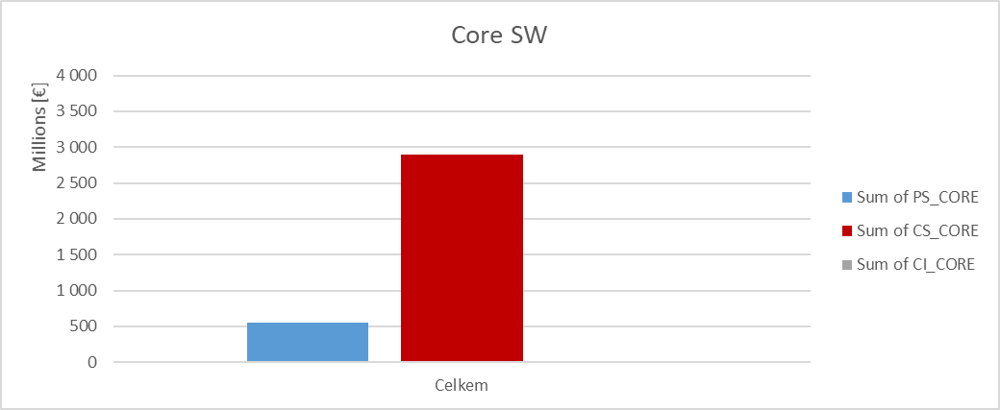 Core SW
Millions [€]
4 000
3 500
3 000
2 500
2 000
1 500
1 000
500
0
Celkem
Sum of PS_CORE
Sum of CS_CORE
Sum of CI_CORE